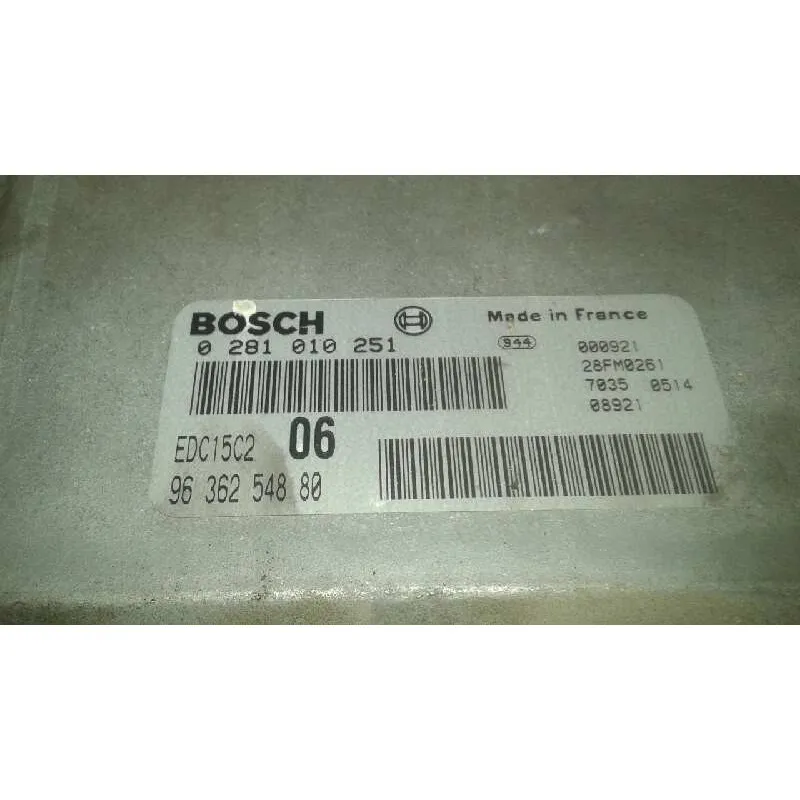 BOSCH
Made in France
0 281 010 251
944
000921
28FM0261
7035 0514
08921
EDC15C2 06
96 362 548 80